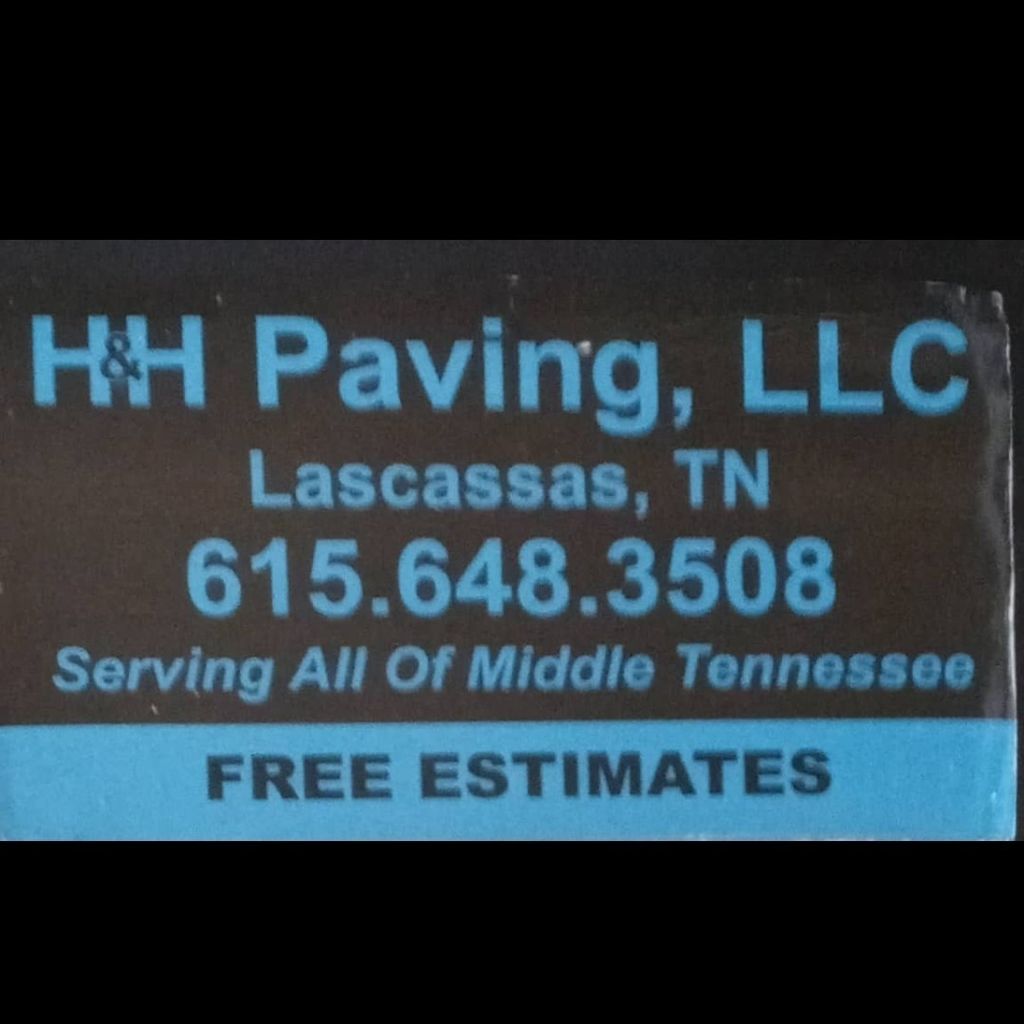 H&H Paving, LLC
Lascassas, TN
615.648.3508
Serving All Of Middle Tennessee
FREE ESTIMATES